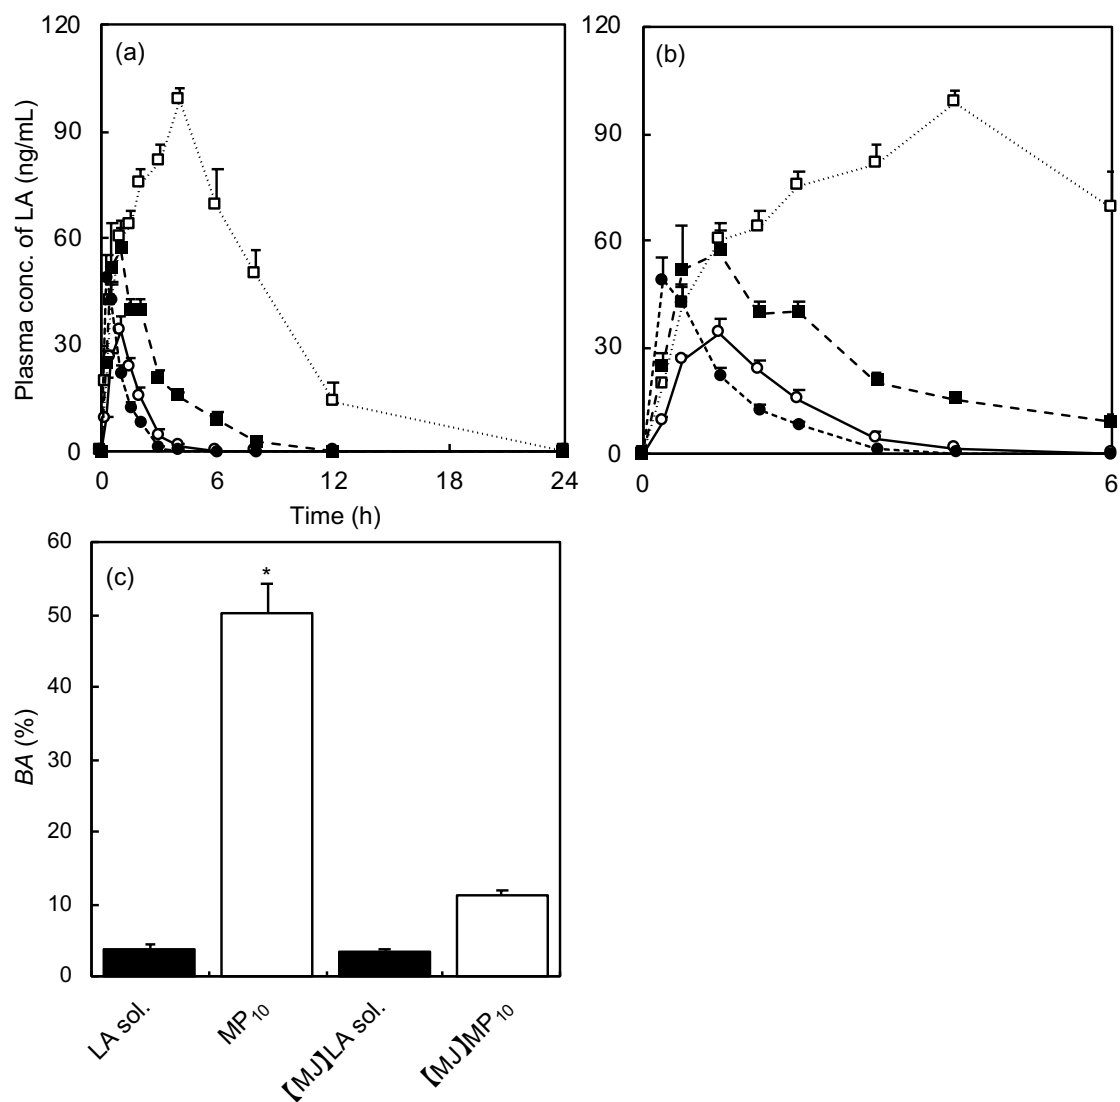 120
(a)
90
60
30
0
Plasma conc. of LA (ng/mL)
0 6 12 18 24
Time (h)
120
(b)
90
60
30
0
0 6
60
(c)
*
50
40
30
20
10
0
BA (%)
LA sol.
MP10
【MJ】LA sol.
【MJ】MP10